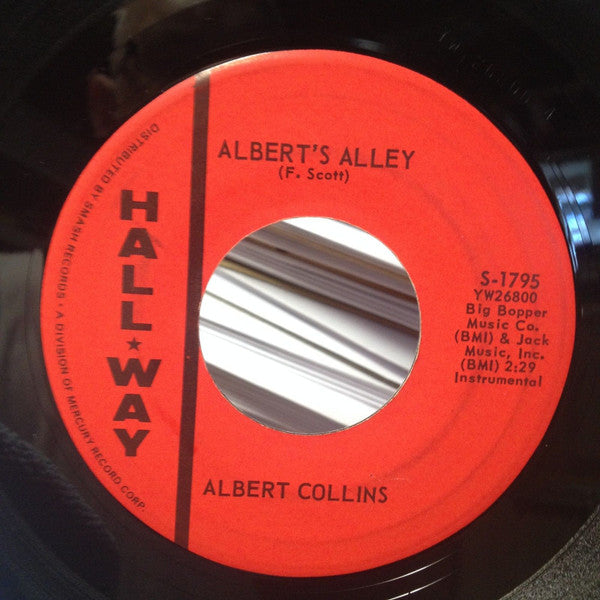 ALBERT'S ALLEY
(F. Scott)
HALL★WAY
DISTRIBUTED BY SMASH RECORDS • A DIVISION OF MERCURY RECORD CORP.
S-1795
YW26800
Big Bopper
Music Co.
(BMI) & Jack
Music, Inc.
(BMI) 2:29
Instrumental
ALBERT COLLINS